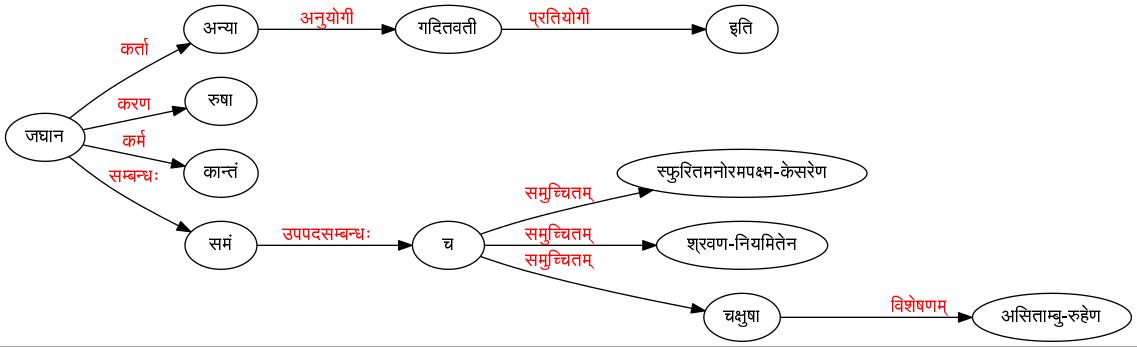 अन्या
अनुयोगी
गदितवती
प्रतियोगी
इति
कर्ता
रुषा
करण
जघान
कर्म
कान्तं
सम्बन्धः
स्फुरितमनोरमपक्ष्म-केसरेण
समुच्चितम्
समं
उपपदसम्बन्धः
च
समुच्चितम्
श्रवण-नियमितेन
समुच्चितम्
चक्षुषा
विशेषणम्
असिताम्बु-रुहेण